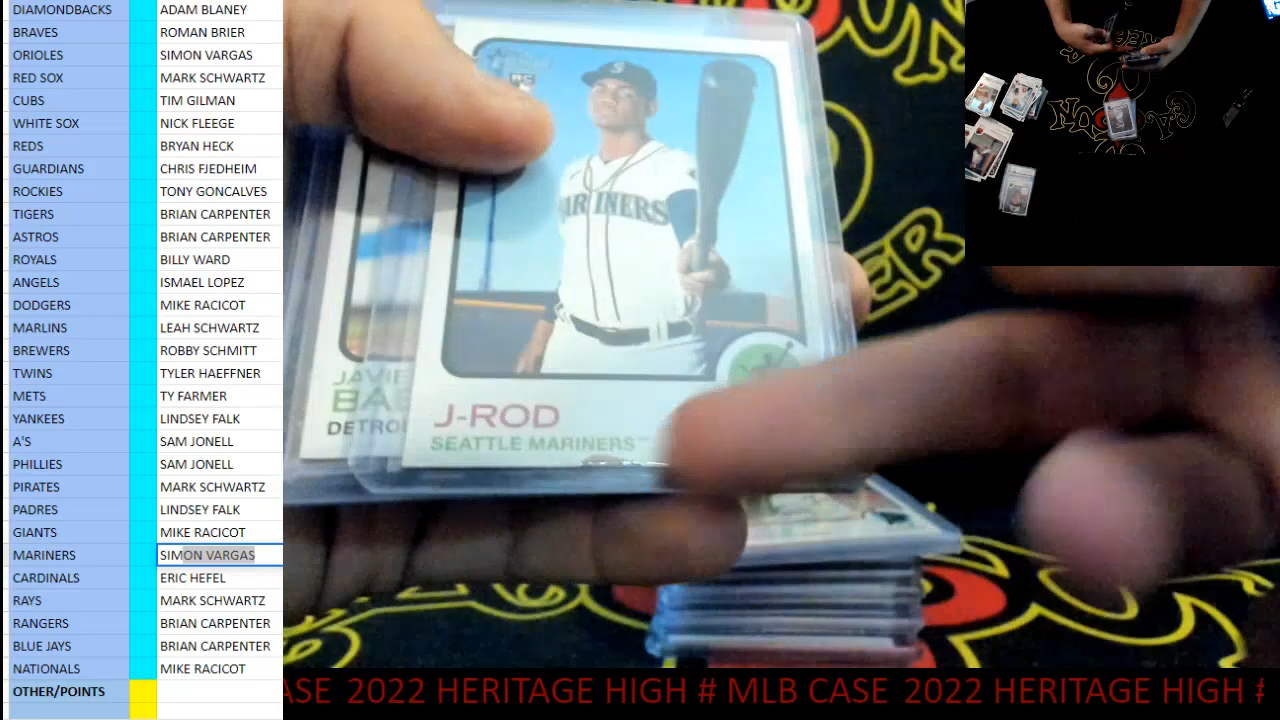 DIAMONDBACKS ADAM BLANEY
BRAVES ROMAN BRIER
ORIOLES SIMON VARGAS
RED SOX MARK SCHWARTZ
CUBS TIM GILMAN
WHITE SOX NICK FLEEGE
REDS BRYAN HECK
GUARDIANS CHRIS FJEDHEIM
ROCKIES TONY GONCALVES
TIGERS BRIAN CARPENTER
ASTROS BRIAN CARPENTER
ROYALS BILLY WARD
ANGELS ISMAEL LOPEZ
DODGERS MIKE RACICOT
MARLINS LEAH SCHWARTZ
BREWERS ROBBY SCHMITT
TWINS TYLER HAEFFNER
METS TY FARMER
YANKEES LINDSEY FALK
A'S SAM JONELL
PHILLIES SAM JONELL
PIRATES MARK SCHWARTZ
PADRES LINDSEY FALK
GIANTS MIKE RACICOT
MARINERS SIMON VARGAS
CARDINALS ERIC HEFEL
RAYS MARK SCHWARTZ
RANGERS BRIAN CARPENTER
BLUE JAYS BRIAN CARPENTER
NATIONALS MIKE RACICOT
OTHER/POINTS
RC
MARINERS
J-ROD
SEATTLE MARINERS™
JAVIE
BAE
DETRO
ER
ASE 2022 HERITAGE HIGH # MLB CASE 2022 HERITAGE HIGH #